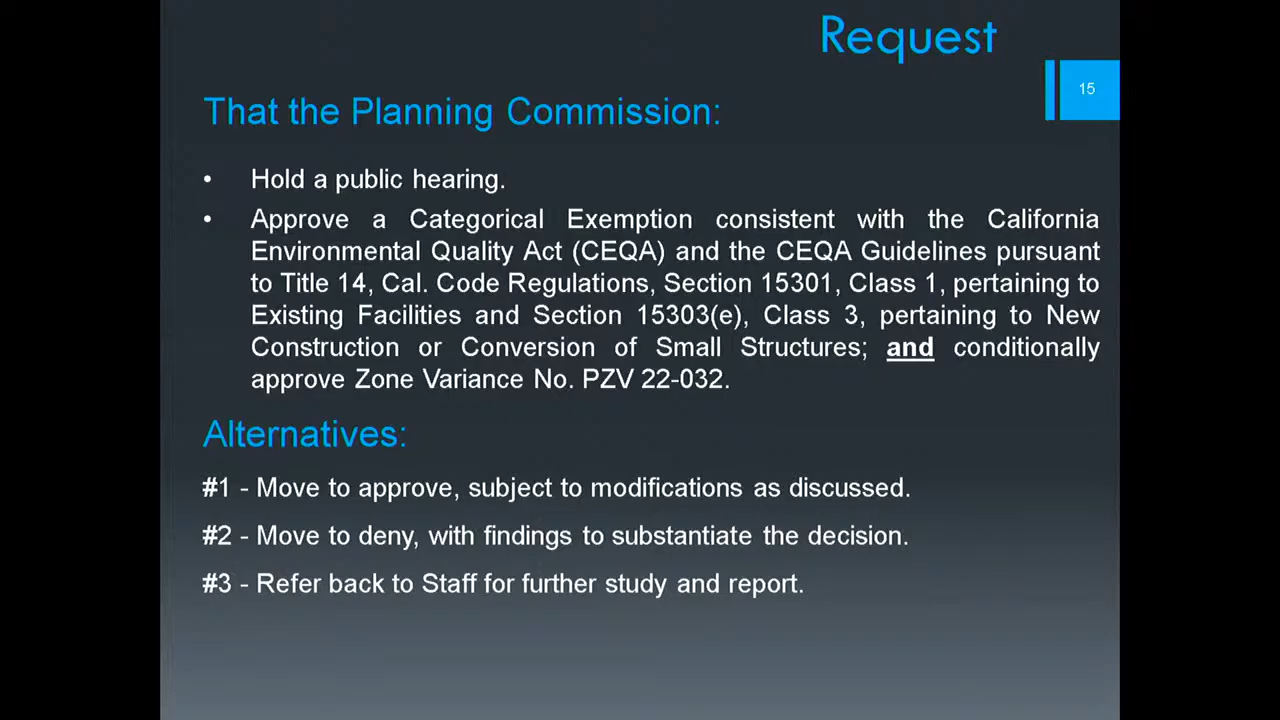 Request
15
That the Planning Commission:
• Hold a public hearing.
• Approve a Categorical Exemption consistent with the California
Environmental Quality Act (CEQA) and the CEQA Guidelines pursuant
to Title 14, Cal. Code Regulations, Section 15301, Class 1, pertaining to
Existing Facilities and Section 15303(e), Class 3, pertaining to New
Construction or Conversion of Small Structures; and conditionally
approve Zone Variance No. PZV 22-032.
Alternatives:
#1 - Move to approve, subject to modifications as discussed.
#2 - Move to deny, with findings to substantiate the decision.
#3 - Refer back to Staff for further study and report.